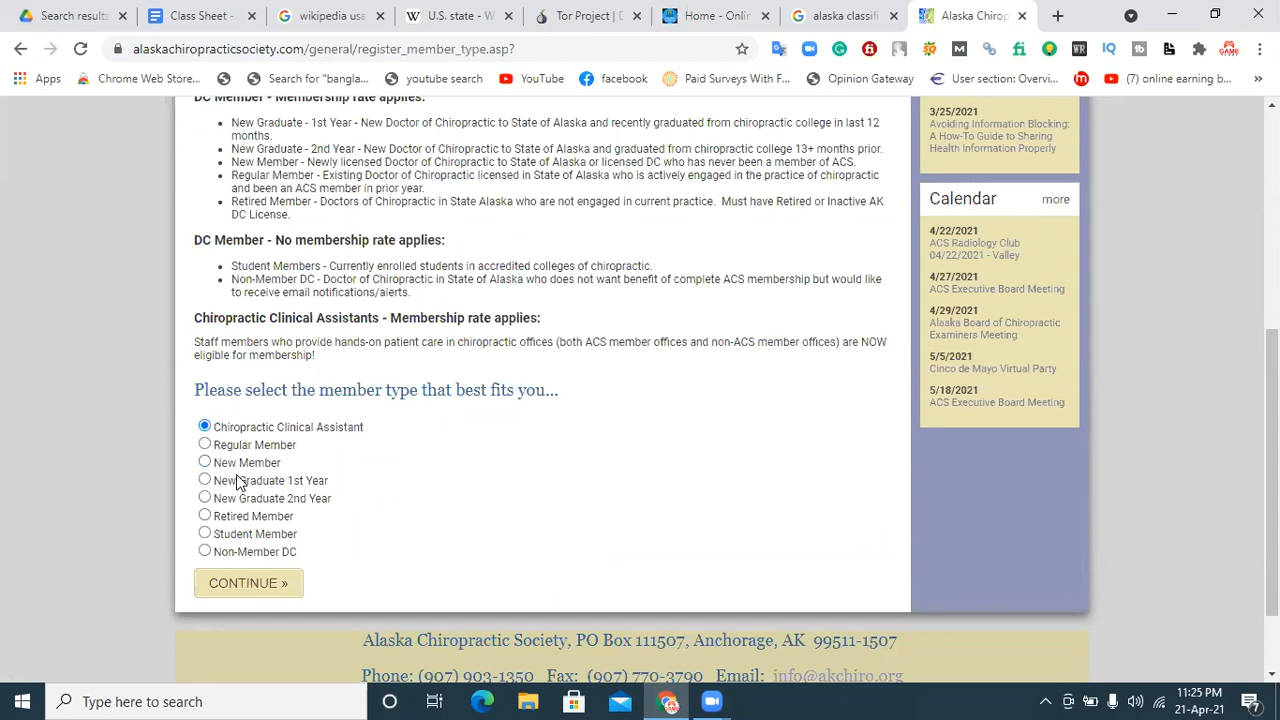 Search results
Class Sheet
wikipedia usa
U.S. state - W
Tor Project | D
Home - Onlin
alaska classifi
Alaska Chirop
alaskachiropracticsociety.com/general/register_member_type.asp?
Apps
Chrome Web Store...
Search for "bangla...
youtube search
YouTube
facebook
Paid Surveys With F...
Opinion Gateway
User section: Overvi...
(7) online earning b...
DC Member - Membership rate applies:
New Graduate - 1st Year - New Doctor of Chiropractic to State of Alaska and recently graduated from chiropractic college in last 12
months.
New Graduate - 2nd Year - New Doctor of Chiropractic to State of Alaska and graduated from chiropractic college 13+ months prior.
New Member - Newly licensed Doctor of Chiropractic to State of Alaska or licensed DC who has never been a member of ACS.
Regular Member - Existing Doctor of Chiropractic licensed in State of Alaska who is actively engaged in the practice of chiropractic
and been an ACS member in prior year.
Retired Member - Doctors of Chiropractic in State Alaska who are not engaged in current practice. Must have Retired or Inactive AK
DC License.
DC Member - No membership rate applies:
Student Members - Currently enrolled students in accredited colleges of chiropractic.
Non-Member DC - Doctor of Chiropractic in State of Alaska who does not want benefit of complete ACS membership but would like
to receive email notifications/alerts.
Chiropractic Clinical Assistants - Membership rate applies:
Staff members who provide hands-on patient care in chiropractic offices (both ACS member offices and non-ACS member offices) are NOW
eligible for membership!
Please select the member type that best fits you...
Chiropractic Clinical Assistant
Regular Member
New Member
New Graduate 1st Year
New Graduate 2nd Year
Retired Member
Student Member
Non-Member DC
CONTINUE »
3/25/2021
Avoiding Information Blocking:
A How-To Guide to Sharing
Health Information Properly
Calendar
more
4/22/2021
ACS Radiology Club
04/22/2021 - Valley
4/27/2021
ACS Executive Board Meeting
4/29/2021
Alaska Board of Chiropractic
Examiners Meeting
5/5/2021
Cinco de Mayo Virtual Party
5/18/2021
ACS Executive Board Meeting
Alaska Chiropractic Society, PO Box 111507, Anchorage, AK 99511-1507
Phone: (907) 903-1350 Fax: (907) 770-3790 Email: info@akchiro.org
Type here to search
11:25 PM
21-Apr-21
7